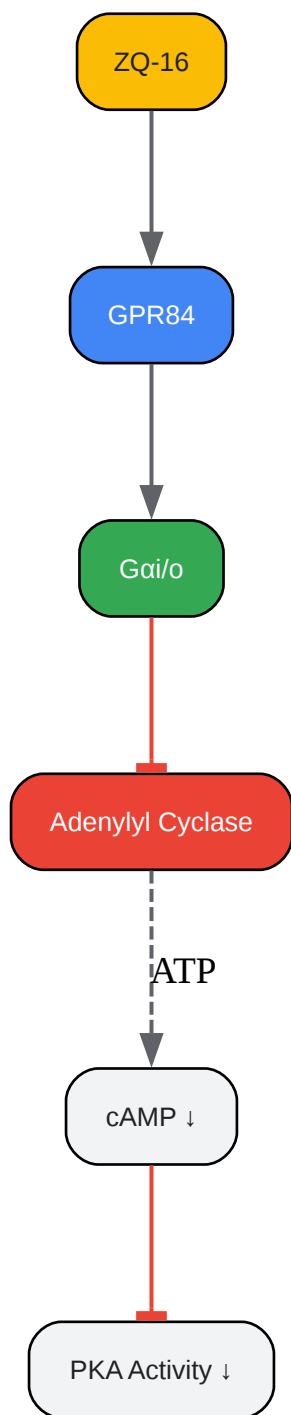 ZQ-16
GPR84
Gαi/o
Adenylyl Cyclase
ATP
cAMP ↓
PKA Activity ↓